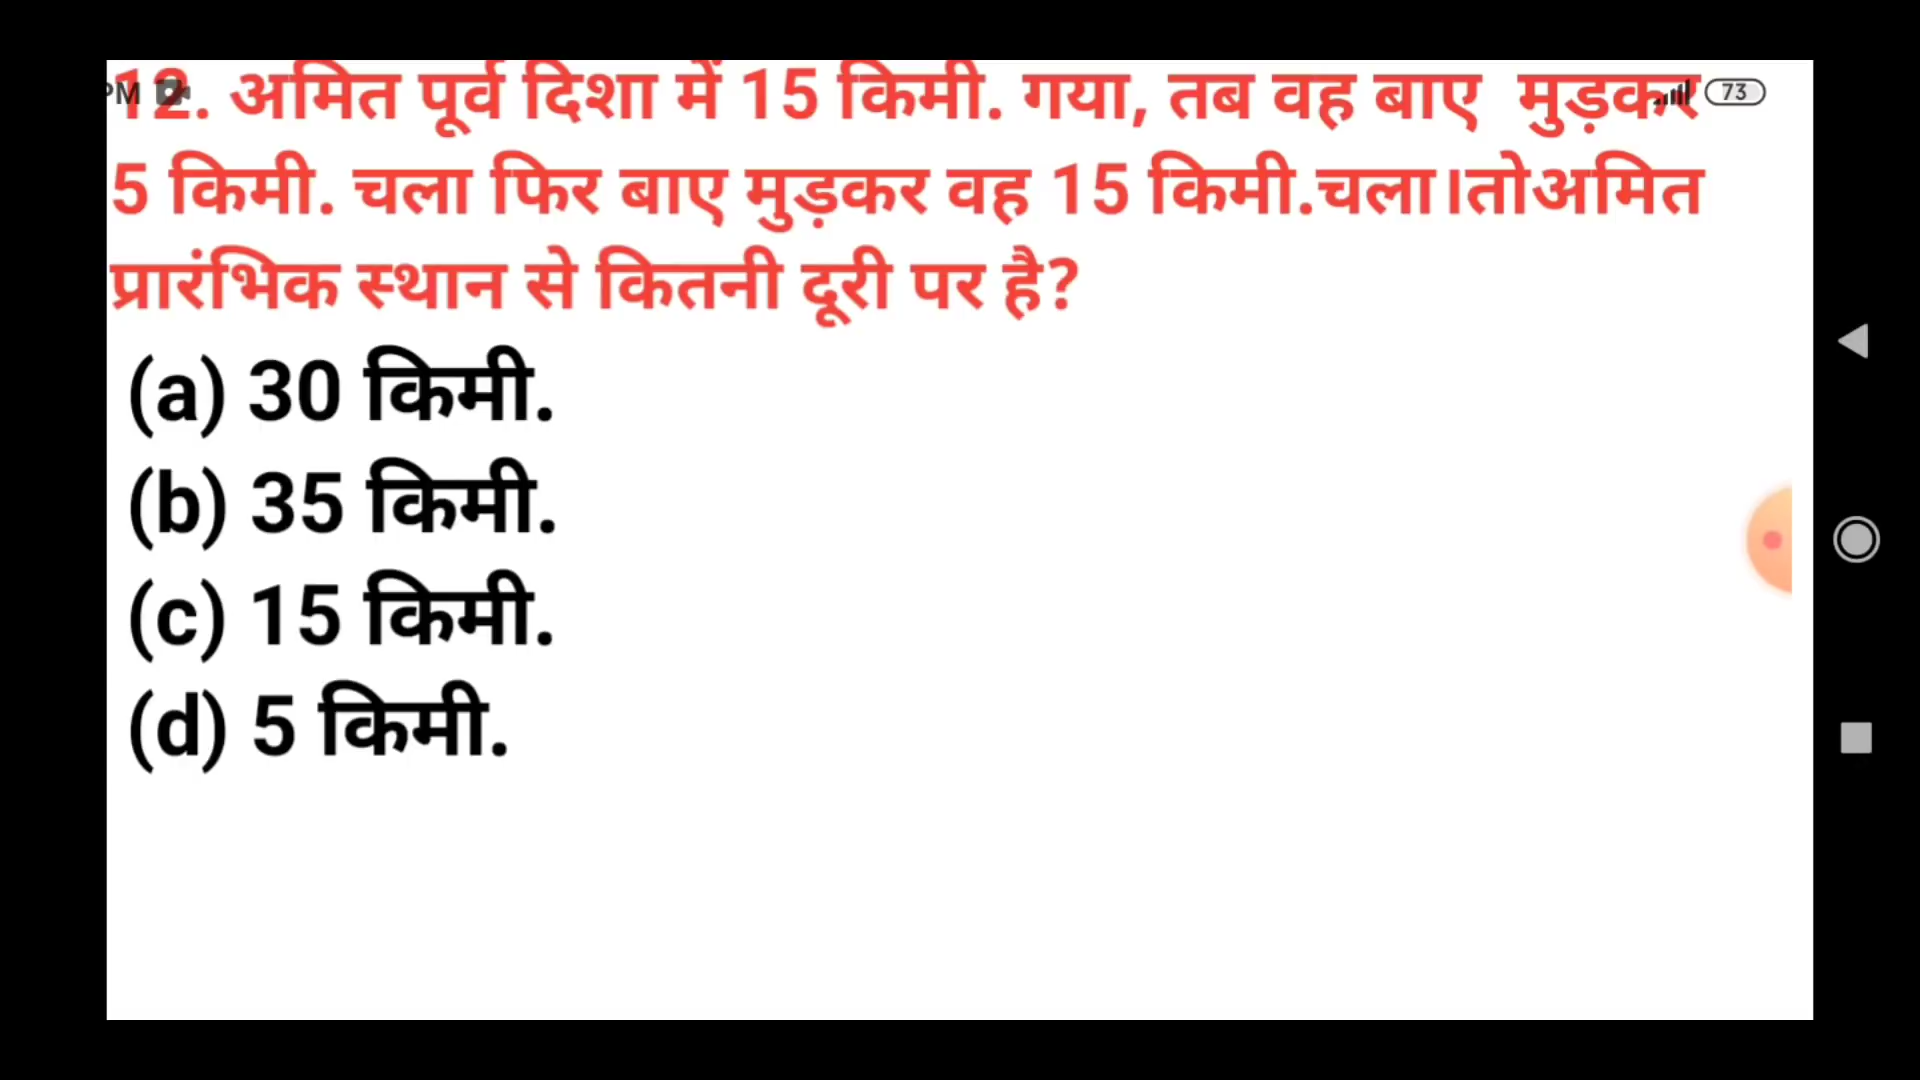 PM
73
12. अमित पूर्व दिशा में 15 किमी. गया, तब वह बाए मुड़कर
5 किमी. चला फिर बाए मुड़कर वह 15 किमी.चला।तोअमित
प्रारंभिक स्थान से कितनी दूरी पर है?
(a) 30 किमी.
(b) 35 किमी.
(c) 15 किमी.
(d) 5 किमी.